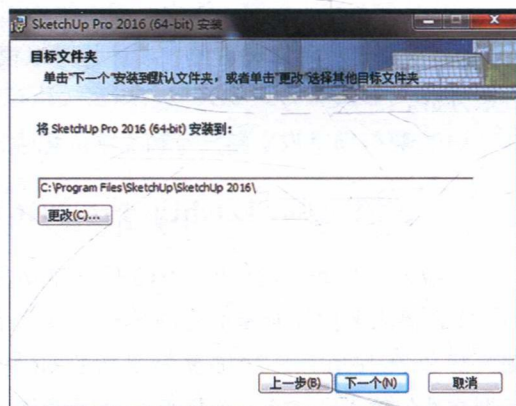 SketchUp Pro 2016 (64-bit) 安装
目标文件夹
单击"下一个"安装到默认文件夹，或者单击"更改"选择其他目标文件夹
将 SketchUp Pro 2016 (64-bit) 安装到：
C:\Program Files\SketchUp\SketchUp 2016\
更改(C)...
上一步(B) 下一个(N) 取消